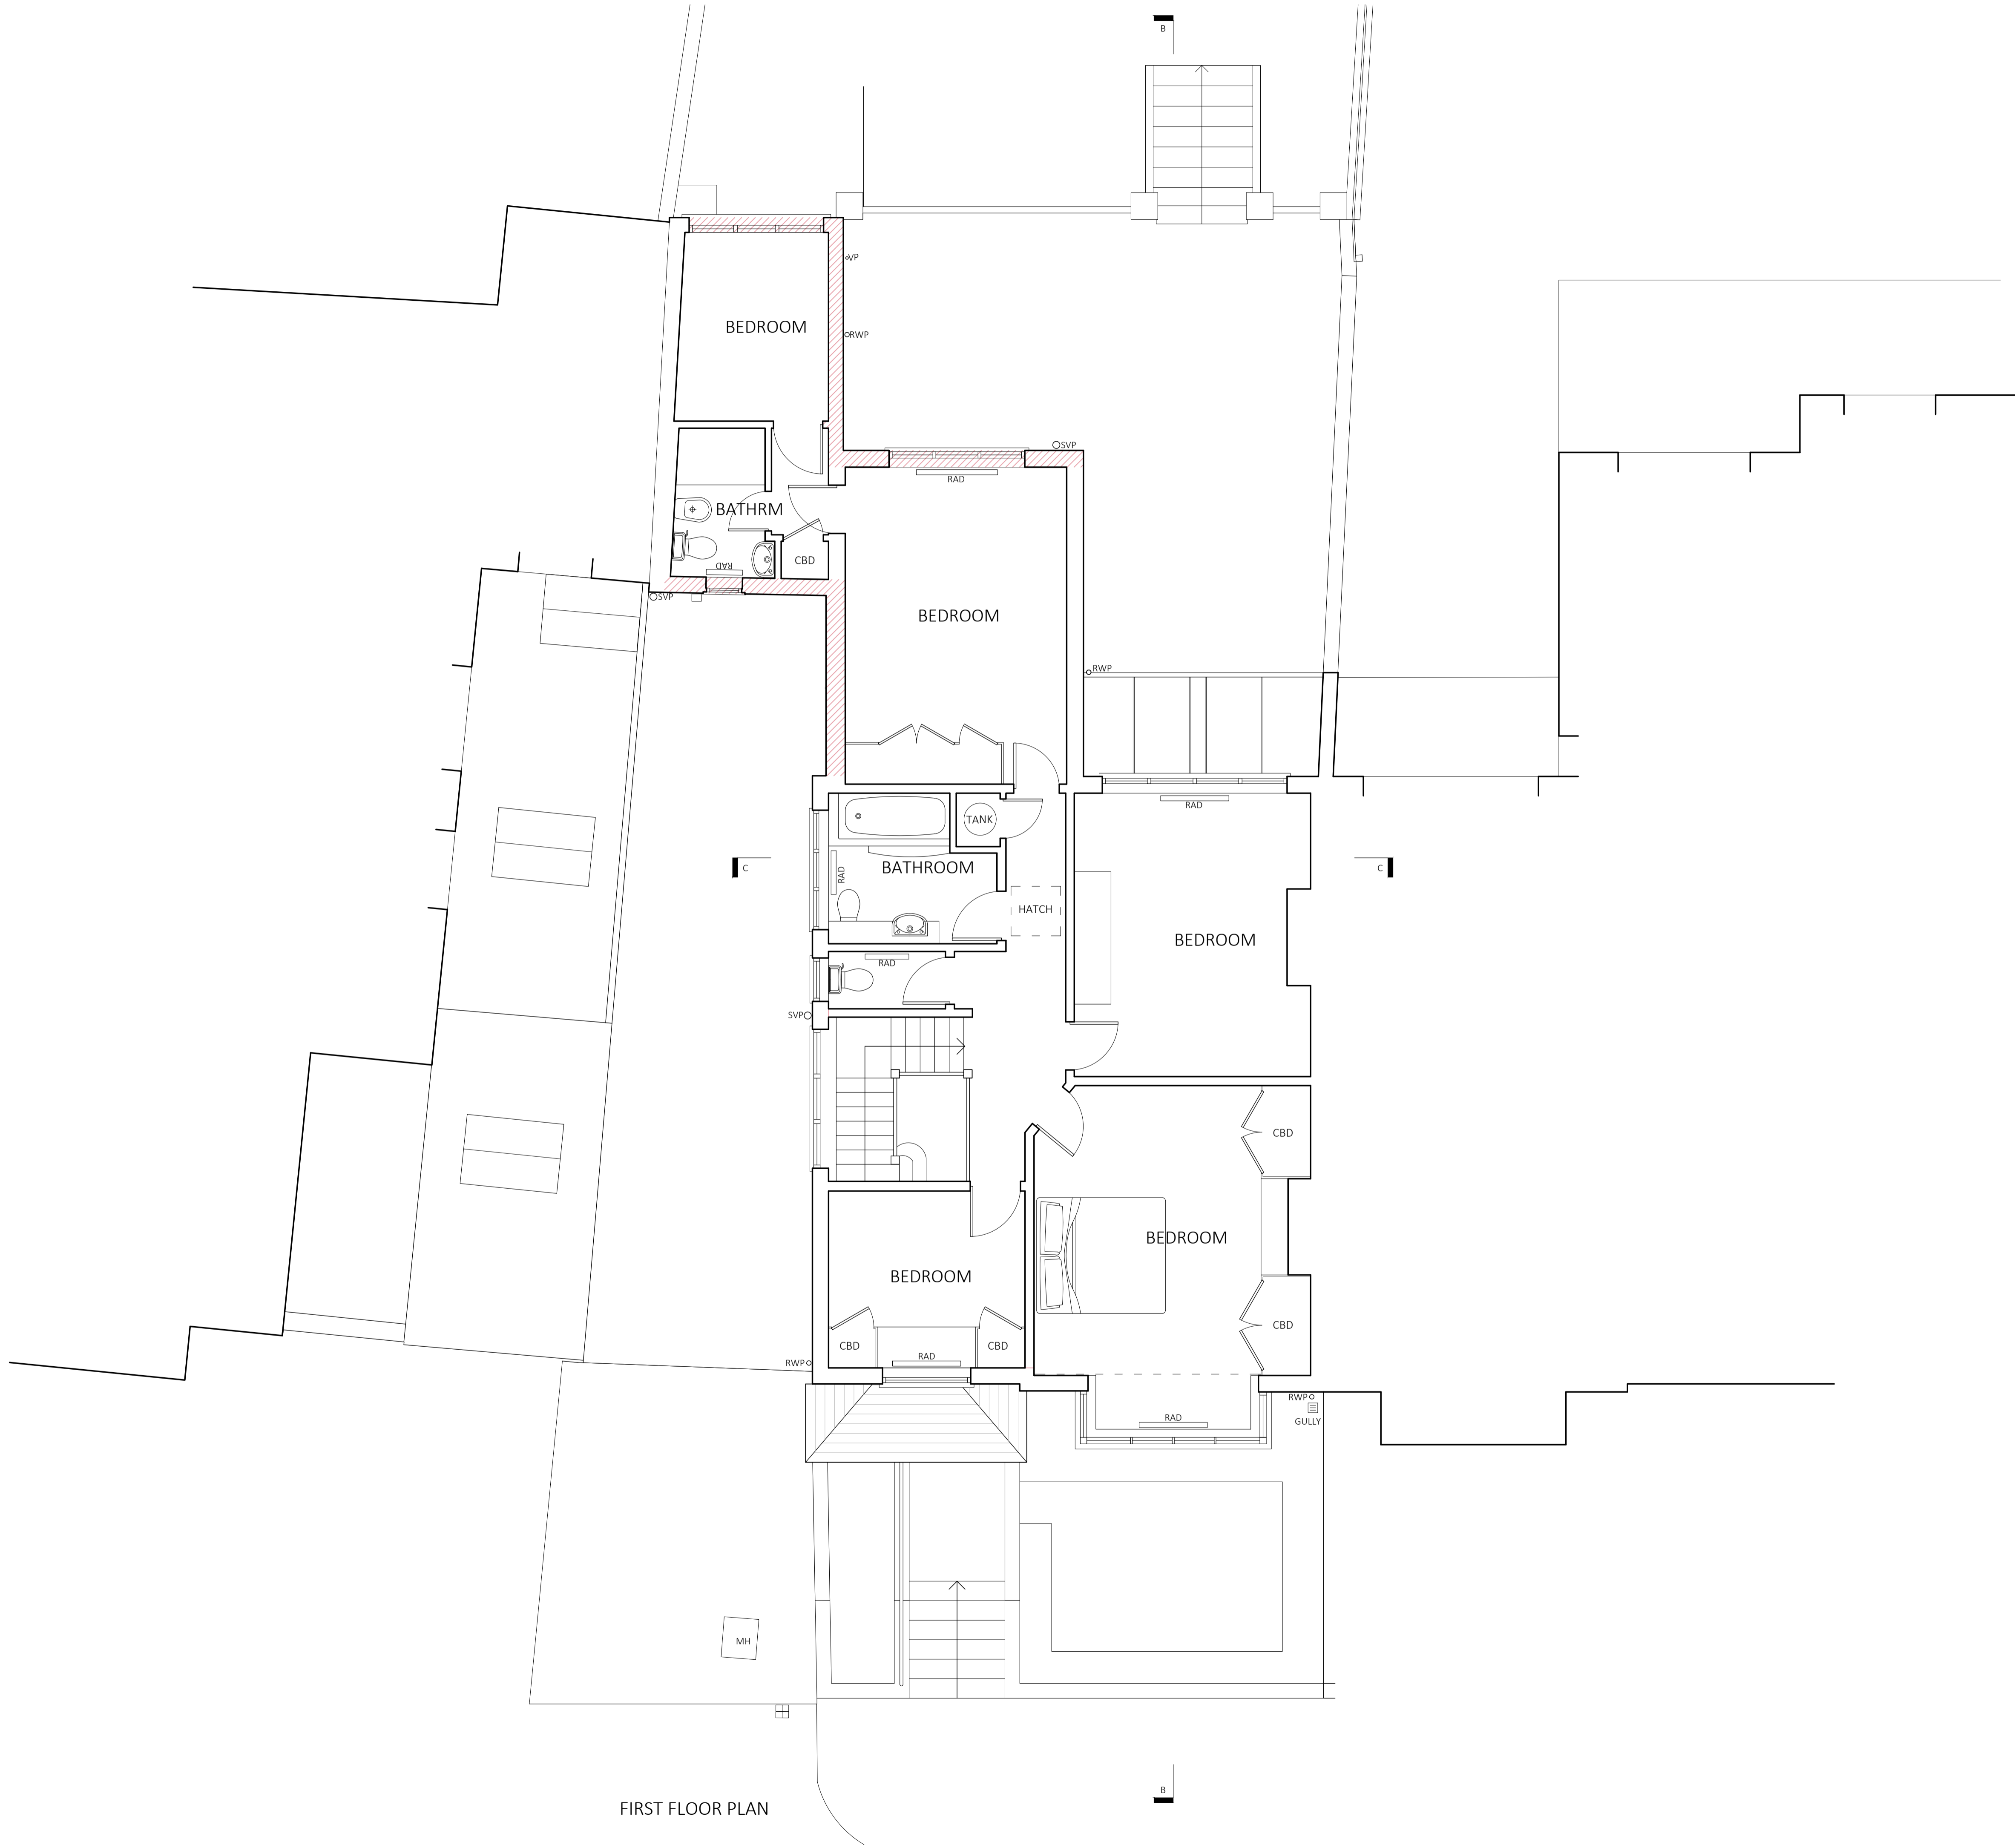 B
VP
BEDROOM
RWP
SVP
RAD
BATHRM
CBD
RAD
SVP
BEDROOM
RWP
RAD
TANK
C
BATHROOM
C
RAD
HATCH
BEDROOM
RAD
SVP
CBD
BEDROOM
BEDROOM
CBD
CBD
CBD
RAD
RWP
RWP
RAD
GULLY
MH
B
FIRST FLOOR PLAN